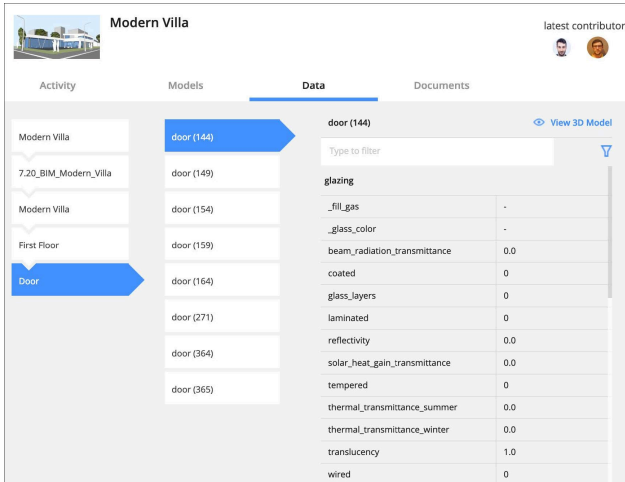 Modern Villa
latest contributor
Activity
Models
Data
Documents
Modern Villa
7.20_BIM_Modern_Villa
Modern Villa
First Floor
Door
door (144)
door (149)
door (154)
door (159)
door (164)
door (271)
door (364)
door (365)
door (144)
View 3D Model
Type to filter
glazing
_fill_gas -
_glass_color -
beam_radiation_transmittance 0.0
coated 0
glass_layers 0
laminated 0
reflectivity 0.0
solar_heat_gain_transmittance 0.0
tempered 0
thermal_transmittance_summer 0.0
thermal_transmittance_winter 0.0
translucency 1.0
wired 0